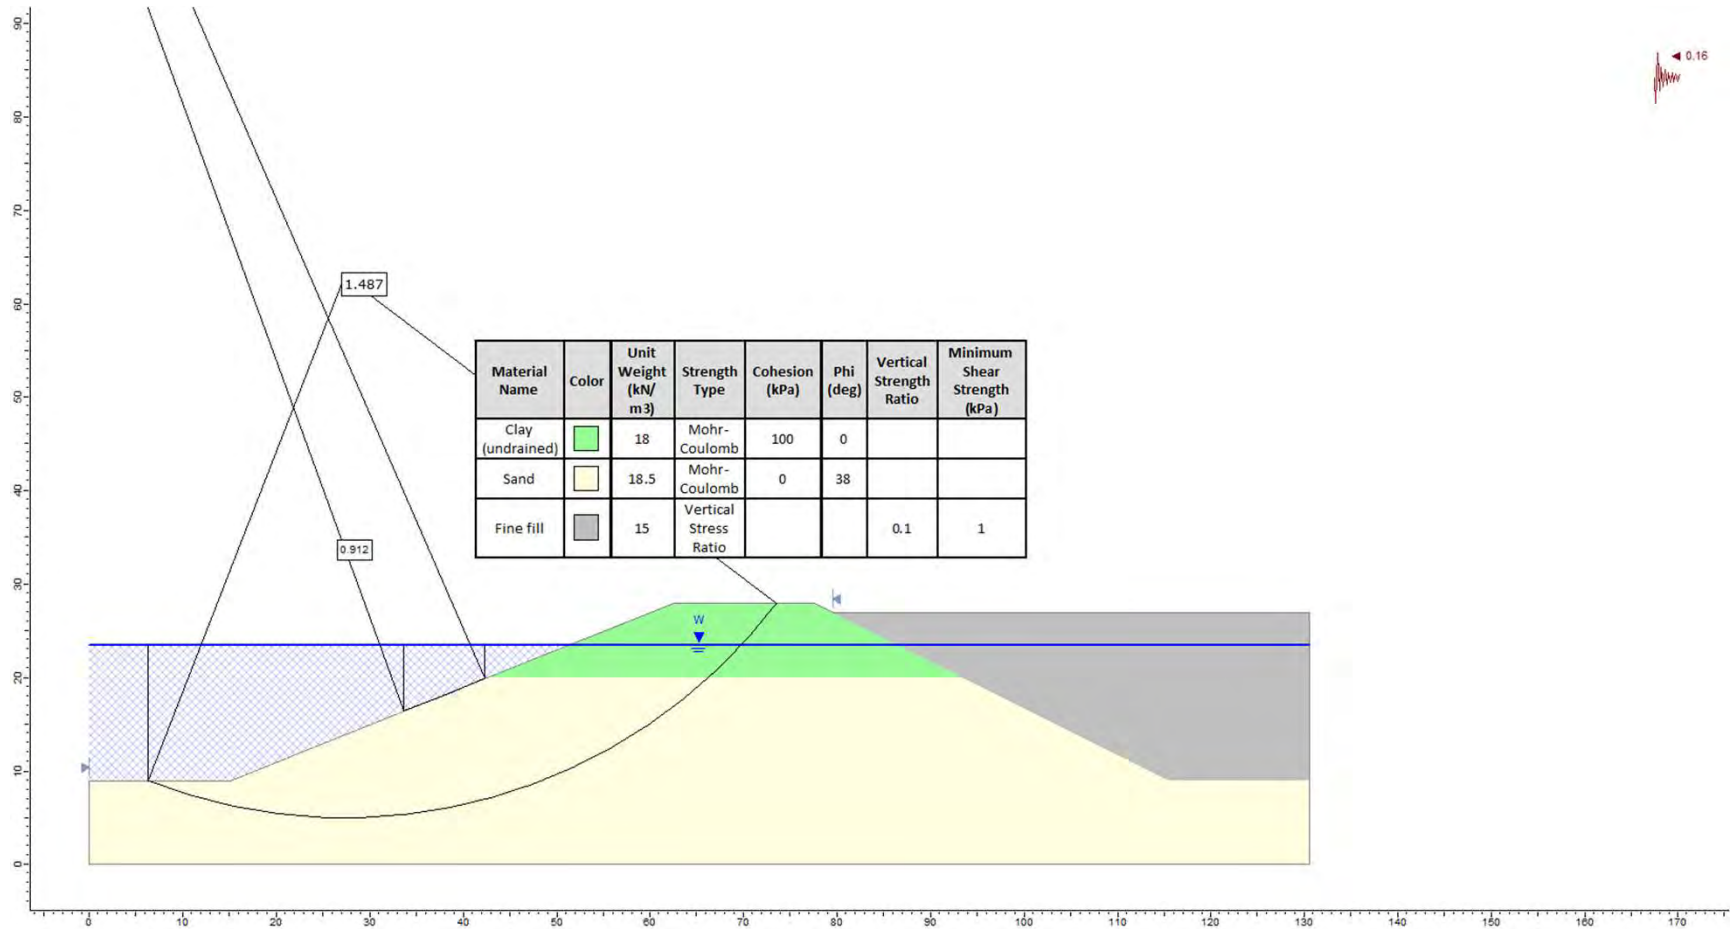 90
0.16
80
70
1.487
60
Material Name Color Unit Weight (kN/ m3) Strength Type Cohesion (kPa) Phi (deg) Vertical Strength Ratio Minimum Shear Strength (kPa)
50
Clay (undrained) 18 Mohr-Coulomb 100 0
Sand 18.5 Mohr-Coulomb 0 38
40
Fine fill 15 Vertical Stress Ratio 0.1 1
0.912
30
W
20
10
0
0 10 20 30 40 50 60 70 80 90 100 110 120 130 140 150 160 170